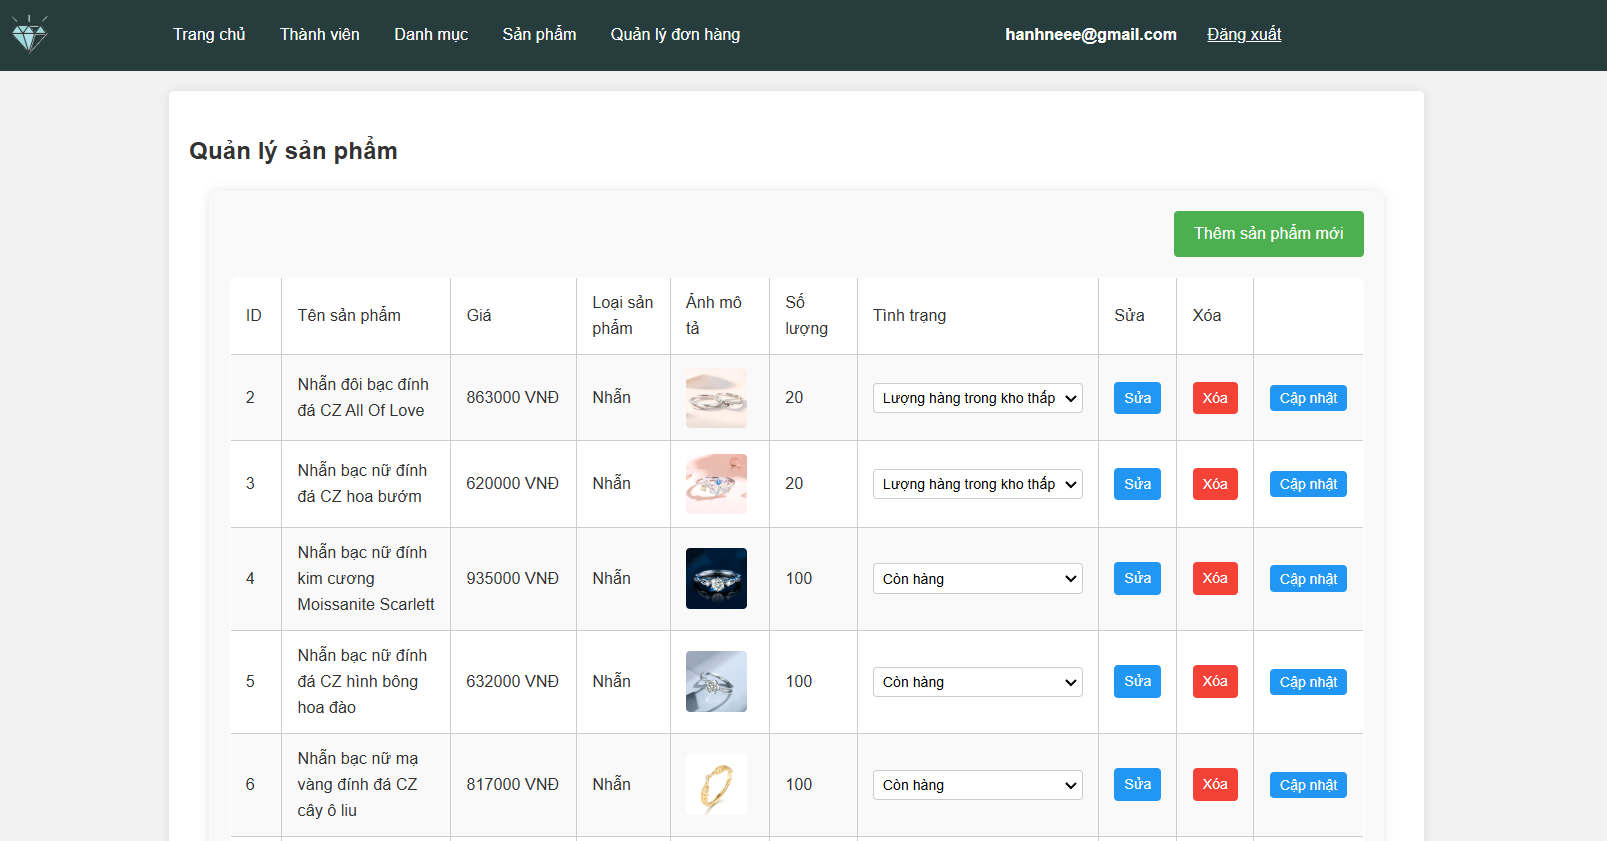 Trang chủ Thành viên Danh mục Sản phẩm Quản lý đơn hàng hanhneee@gmail.com Đăng xuất
Quản lý sản phẩm
Thêm sản phẩm mới
ID Tên sản phẩm Giá Loại sản phẩm Ảnh mô tả Số lượng Tình trạng Sửa Xóa
2 Nhẫn đôi bạc đính đá CZ All Of Love 863000 VNĐ Nhẫn 20 Lượng hàng trong kho thấp Sửa Xóa Cập nhật
3 Nhẫn bạc nữ đính đá CZ hoa bướm 620000 VNĐ Nhẫn 20 Lượng hàng trong kho thấp Sửa Xóa Cập nhật
4 Nhẫn bạc nữ đính kim cương Moissanite Scarlett 935000 VNĐ Nhẫn 100 Còn hàng Sửa Xóa Cập nhật
5 Nhẫn bạc nữ đính đá CZ hình bông hoa đào 632000 VNĐ Nhẫn 100 Còn hàng Sửa Xóa Cập nhật
6 Nhẫn bạc nữ mạ vàng đính đá CZ cây ô liu 817000 VNĐ Nhẫn 100 Còn hàng Sửa Xóa Cập nhật